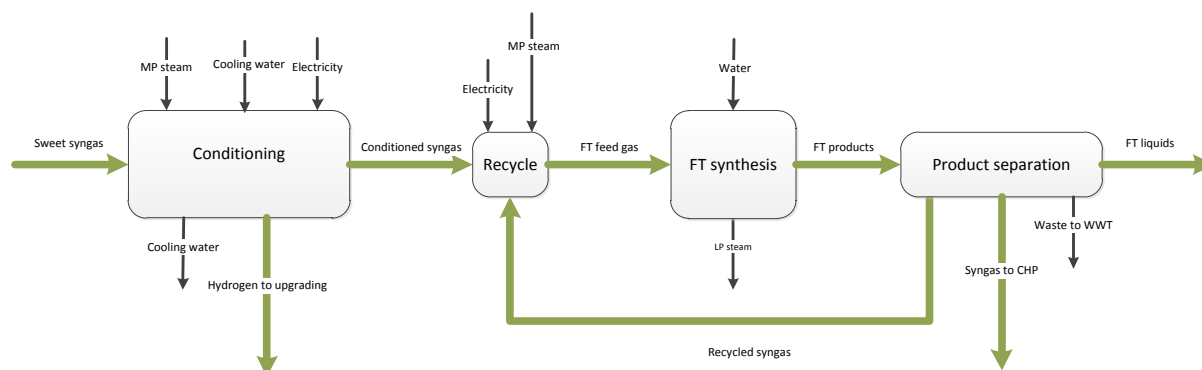 MP steam
Cooling water
Electricity
Sweet syngas
Conditioning
Cooling water
Hydrogen to upgrading
Conditioned syngas
Electricity
MP steam
Recycle
FT feed gas
Water
FT synthesis
LP steam
FT products
Product separation
FT liquids
Waste to WWT
Syngas to CHP
Recycled syngas